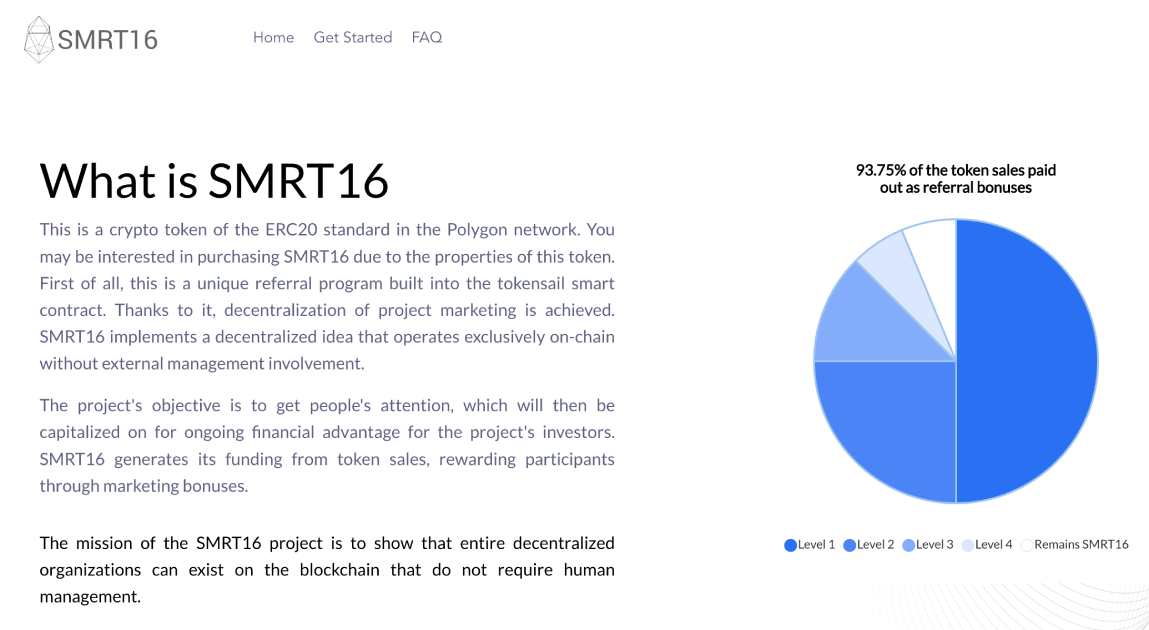 SMRT16
Home Get Started FAQ
What is SMRT16
This is a crypto token of the ERC20 standard in the Polygon network. You
may be interested in purchasing SMRT16 due to the properties of this token.
First of all, this is a unique referral program built into the tokensail smart
contract. Thanks to it, decentralization of project marketing is achieved.
SMRT16 implements a decentralized idea that operates exclusively on-chain
without external management involvement.
The project's objective is to get people's attention, which will then be
capitalized on for ongoing financial advantage for the project's investors.
SMRT16 generates its funding from token sales, rewarding participants
through marketing bonuses.
The mission of the SMRT16 project is to show that entire decentralized
organizations can exist on the blockchain that do not require human
management.
93.75% of the token sales paid
out as referral bonuses
Level 1 Level 2 Level 3 Level 4 Remains SMRT16